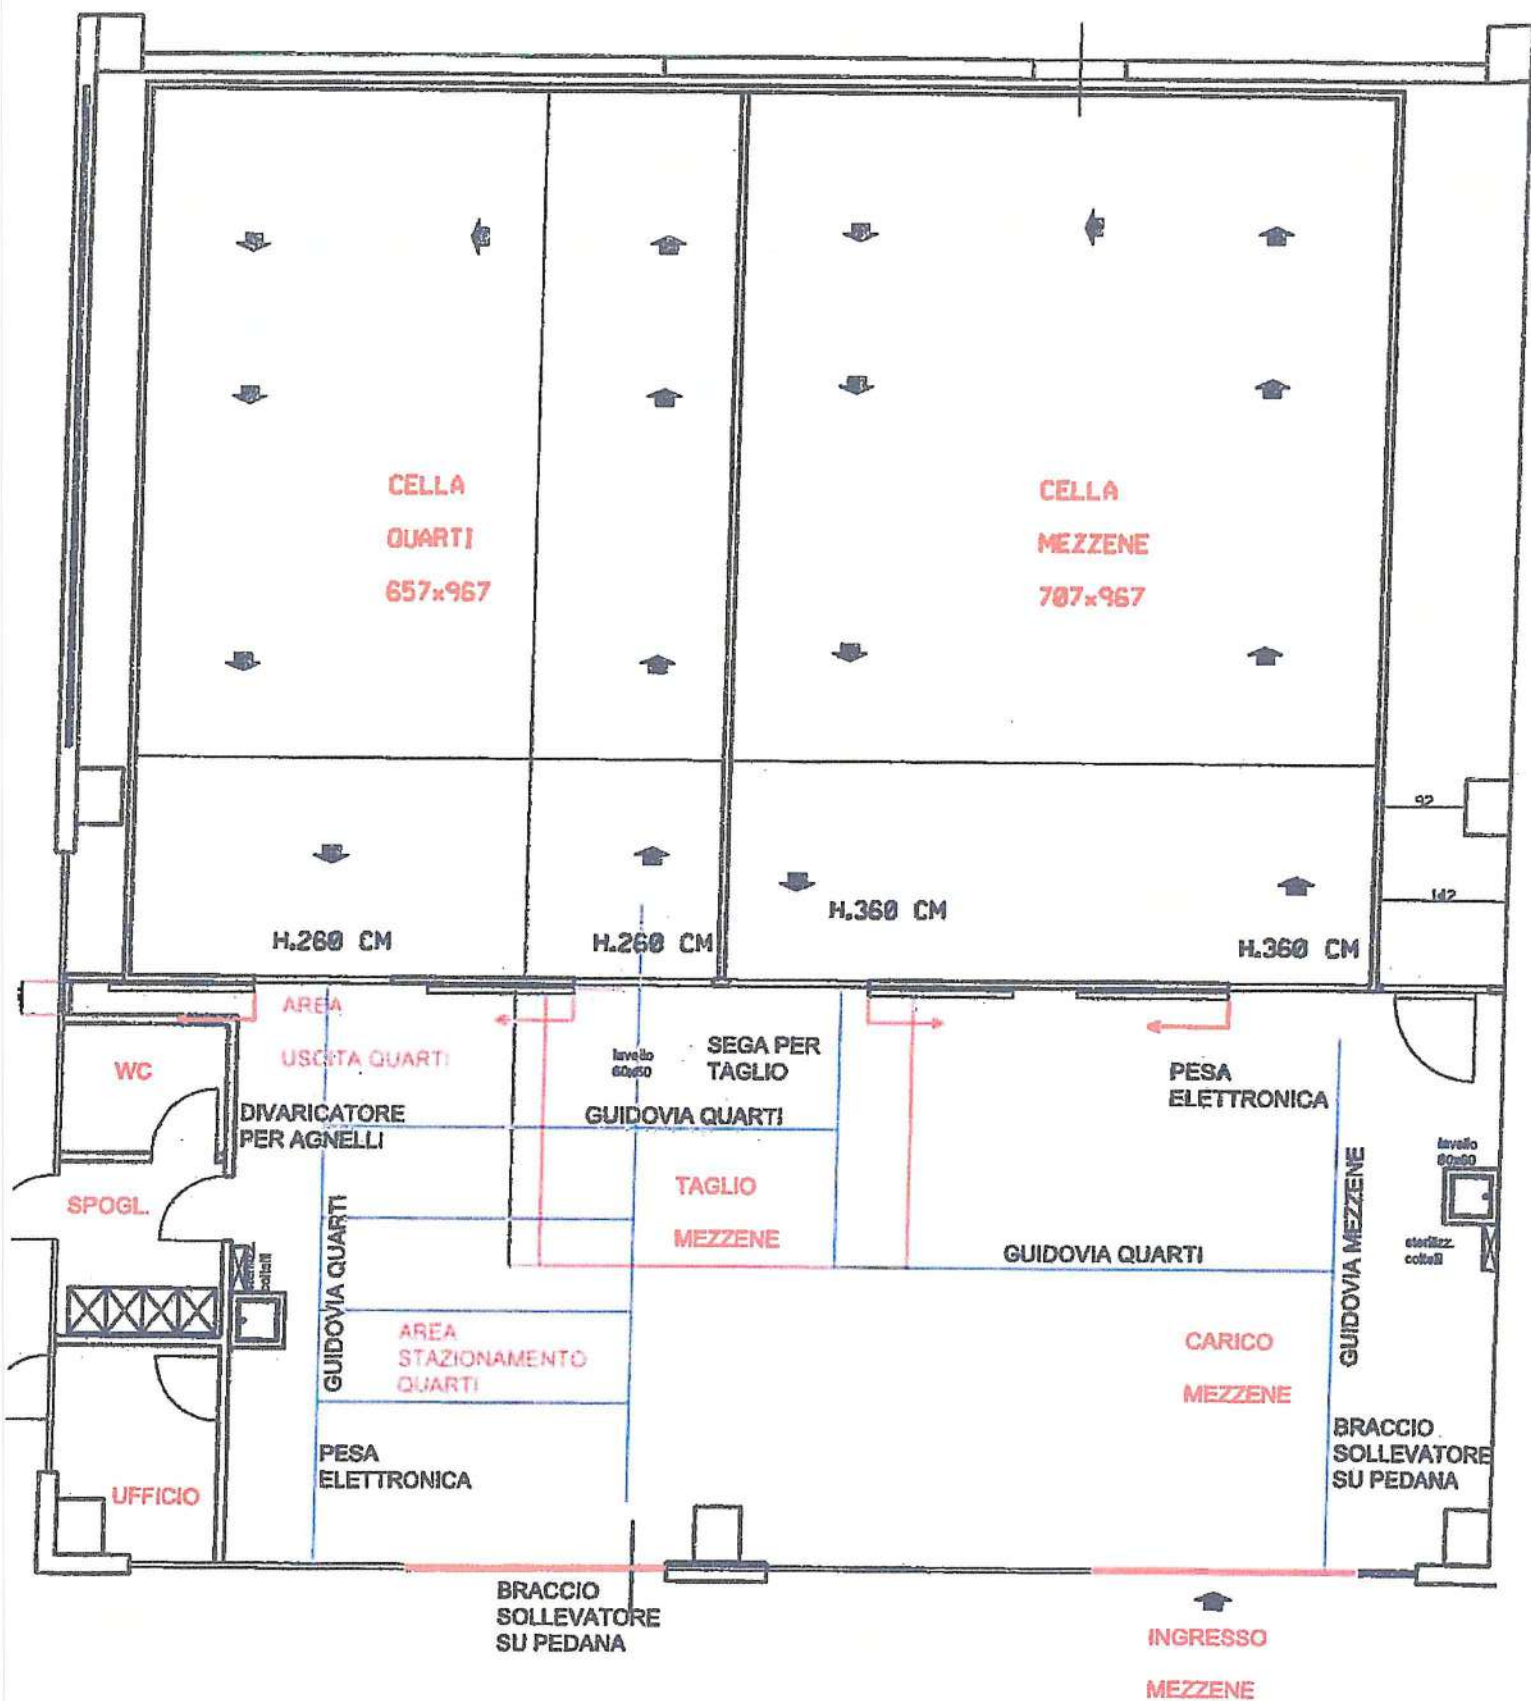 CELLA
QUARTI
657x967
CELLA
MEZZENE
707x967
92
142
H.260 CM
H.260 CM
H.360 CM
H.360 CM
AREA
USCITA QUARTI
WC
DIVARICATORE
PER AGNELLI
lavello
60x60
SEGA PER
TAGLIO
GUIDOVIA QUARTI
PESA
ELETTRONICA
lavello
60x60
SPOGL.
TAGLIO
MEZZENE
GUIDOVIA QUARTI
GUIDOVIA QUARTI
GUIDOVIA MEZZENE
sterilizz.
coltelli
coltelli
AREA
STAZIONAMENTO
QUARTI
CARICO
MEZZENE
PESA
ELETTRONICA
BRACCIO
SOLLEVATORE
SU PEDANA
UFFICIO
BRACCIO
SOLLEVATORE
SU PEDANA
INGRESSO
MEZZENE